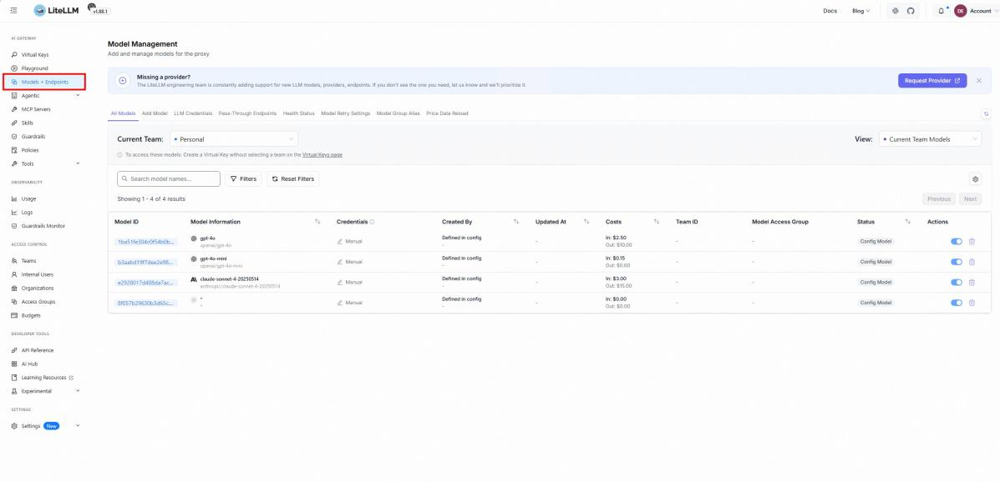 LiteLLM v1.88.1
Docs Blog DE Account
AI GATEWAY
Virtual Keys
Playground
Models + Endpoints
Agentic
MCP Servers
Skills
Guardrails
Policies
Tools
OBSERVABILITY
Usage
Logs
Guardrails Monitor
ACCESS CONTROL
Teams
Internal Users
Organizations
Access Groups
Budgets
DEVELOPER TOOLS
API Reference
AI Hub
Learning Resources
Experimental
SETTINGS
Settings New
Model Management
Add and manage models for the proxy
Missing a provider?
The LiteLLM engineering team is constantly adding support for new LLM models, providers, endpoints. If you don't see the one you need, let us know and we'll prioritize it.
Request Provider
All Models Add Model LLM Credentials Pass-Through Endpoints Health Status Model Retry Settings Model Group Alias Price Data Reload
Current Team: Personal View: Current Team Models
To access these models: Create a Virtual Key without selecting a team on the Virtual Keys page
Search model names... Filters Reset Filters
Showing 1 - 4 of 4 results Previous Next
Model ID Model Information Credentials Created By Updated At Costs Team ID Model Access Group Status Actions
1ba51fe304c0f54b0b... gpt-4o Manual Defined in config - In: $2.50 - - Config Model
openai/gpt-4o - Out: $10.00
b3aabd19f7dee2e98... gpt-4o-mini Manual Defined in config - In: $0.15 - - Config Model
openai/gpt-4o-mini - Out: $0.60
e2928017d408da7ac... claude-sonnet-4-20250514 Manual Defined in config - In: $3.00 - - Config Model
anthropic/claude-sonnet-4-20250514 - Out: $15.00
8f057b29630b3d65c... * Manual Defined in config - In: $0.00 - - Config Model
* - Out: $0.00